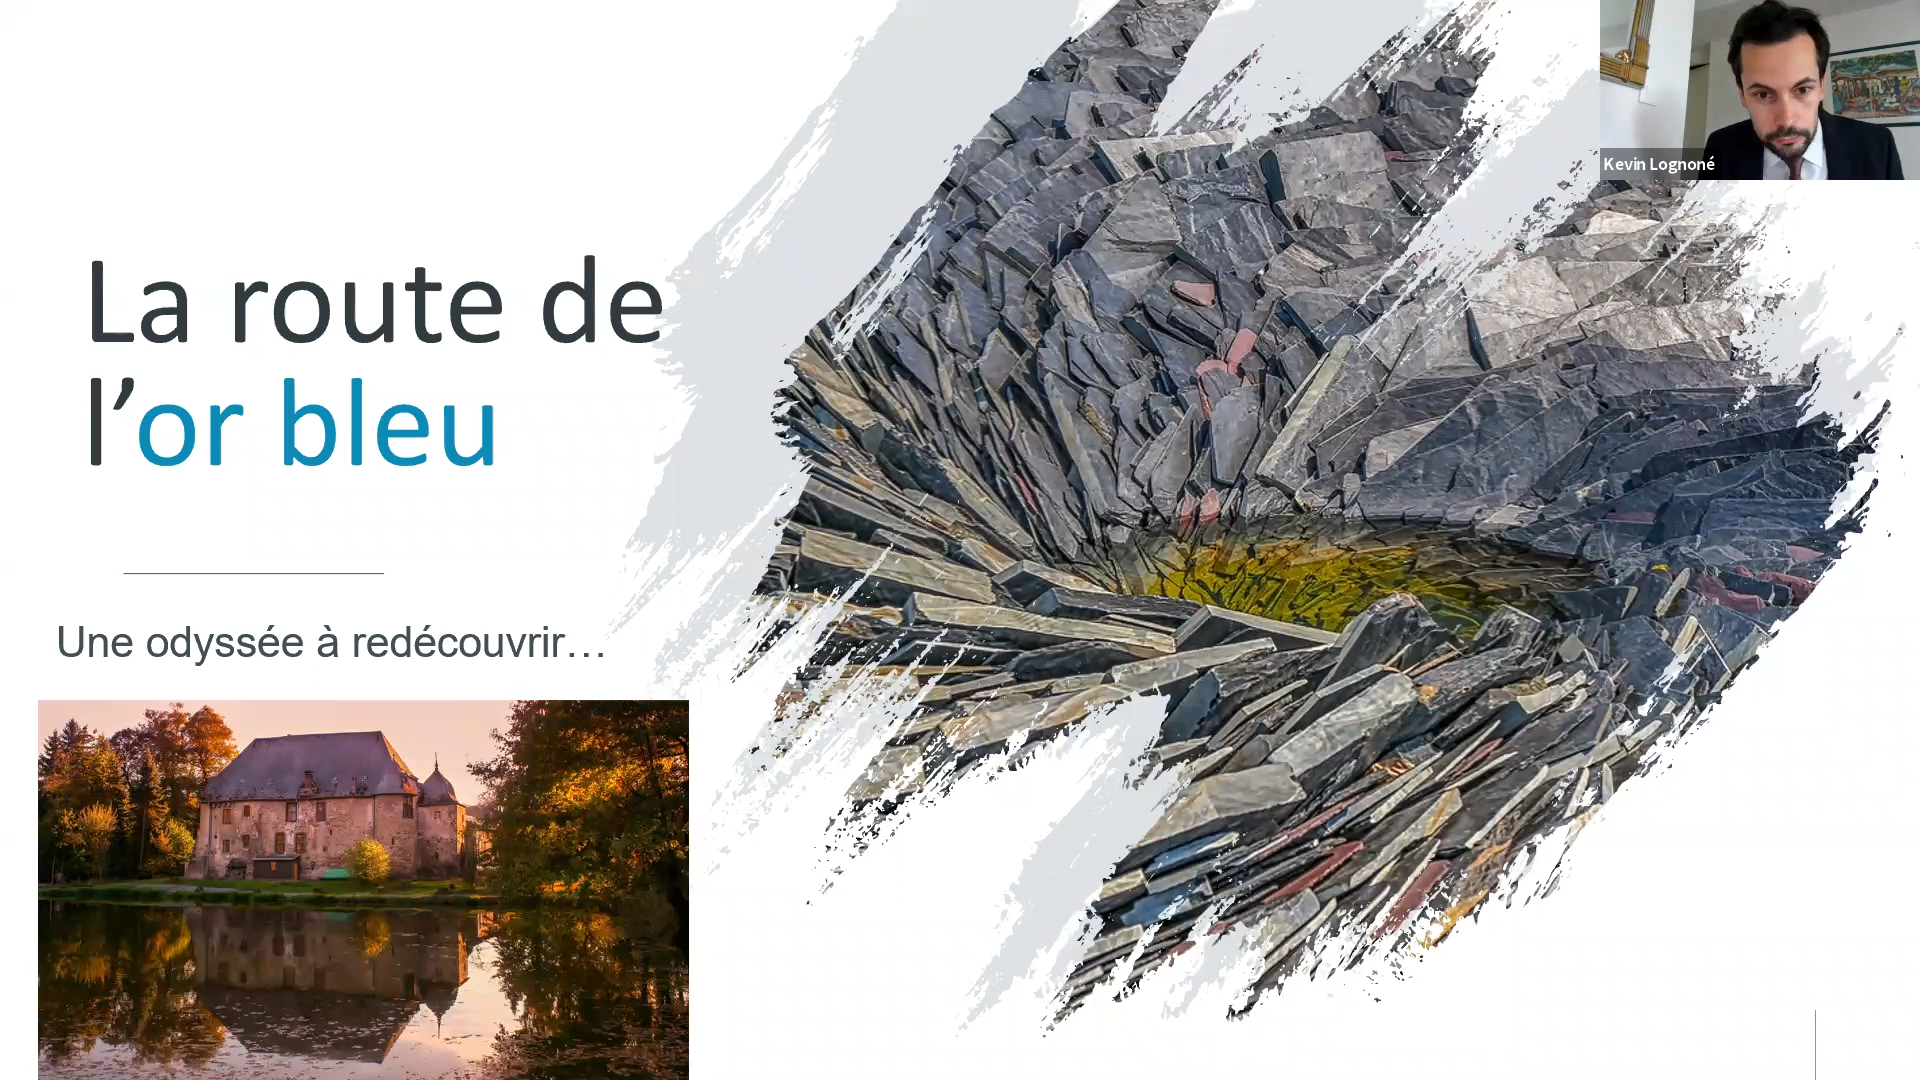 La route de
l’or bleu
Une odyssée à redécouvrir…
Kevin Lognoné